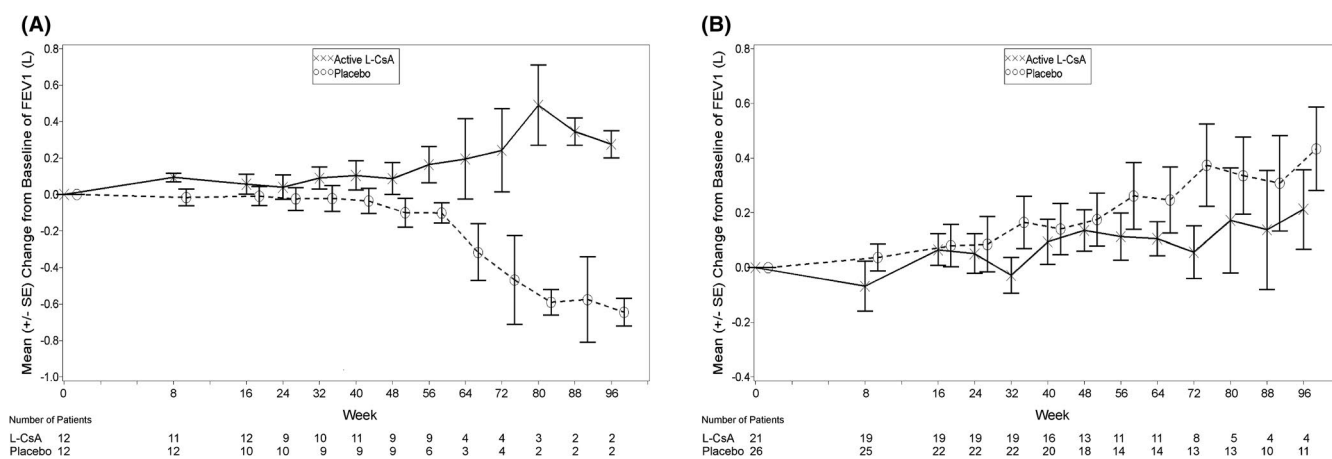 (A)
Mean (+/- SE) Change from Baseline of FEV1 (L)
0.8
0.6
0.4
0.2
0.0
-0.2
-0.4
-0.6
-0.8
-1.0
Active L-CsA
Placebo
0 8 16 24 32 40 48 56 64 72 80 88 96
Week
Number of Patients
L-CsA 12 11 12 9 10 11 9 9 4 4 3 2 2
Placebo 12 12 10 10 9 9 9 6 3 4 2 2 2
(B)
Mean (+/- SE) Change from Baseline of FEV1 (L)
0.8
0.6
0.4
0.2
0.0
-0.2
-0.4
Active L-CsA
Placebo
0 8 16 24 32 40 48 56 64 72 80 88 96
Week
Number of Patients
L-CsA 21 19 19 19 19 16 13 11 11 8 5 4 4
Placebo 26 25 22 22 22 20 18 14 14 13 13 10 11